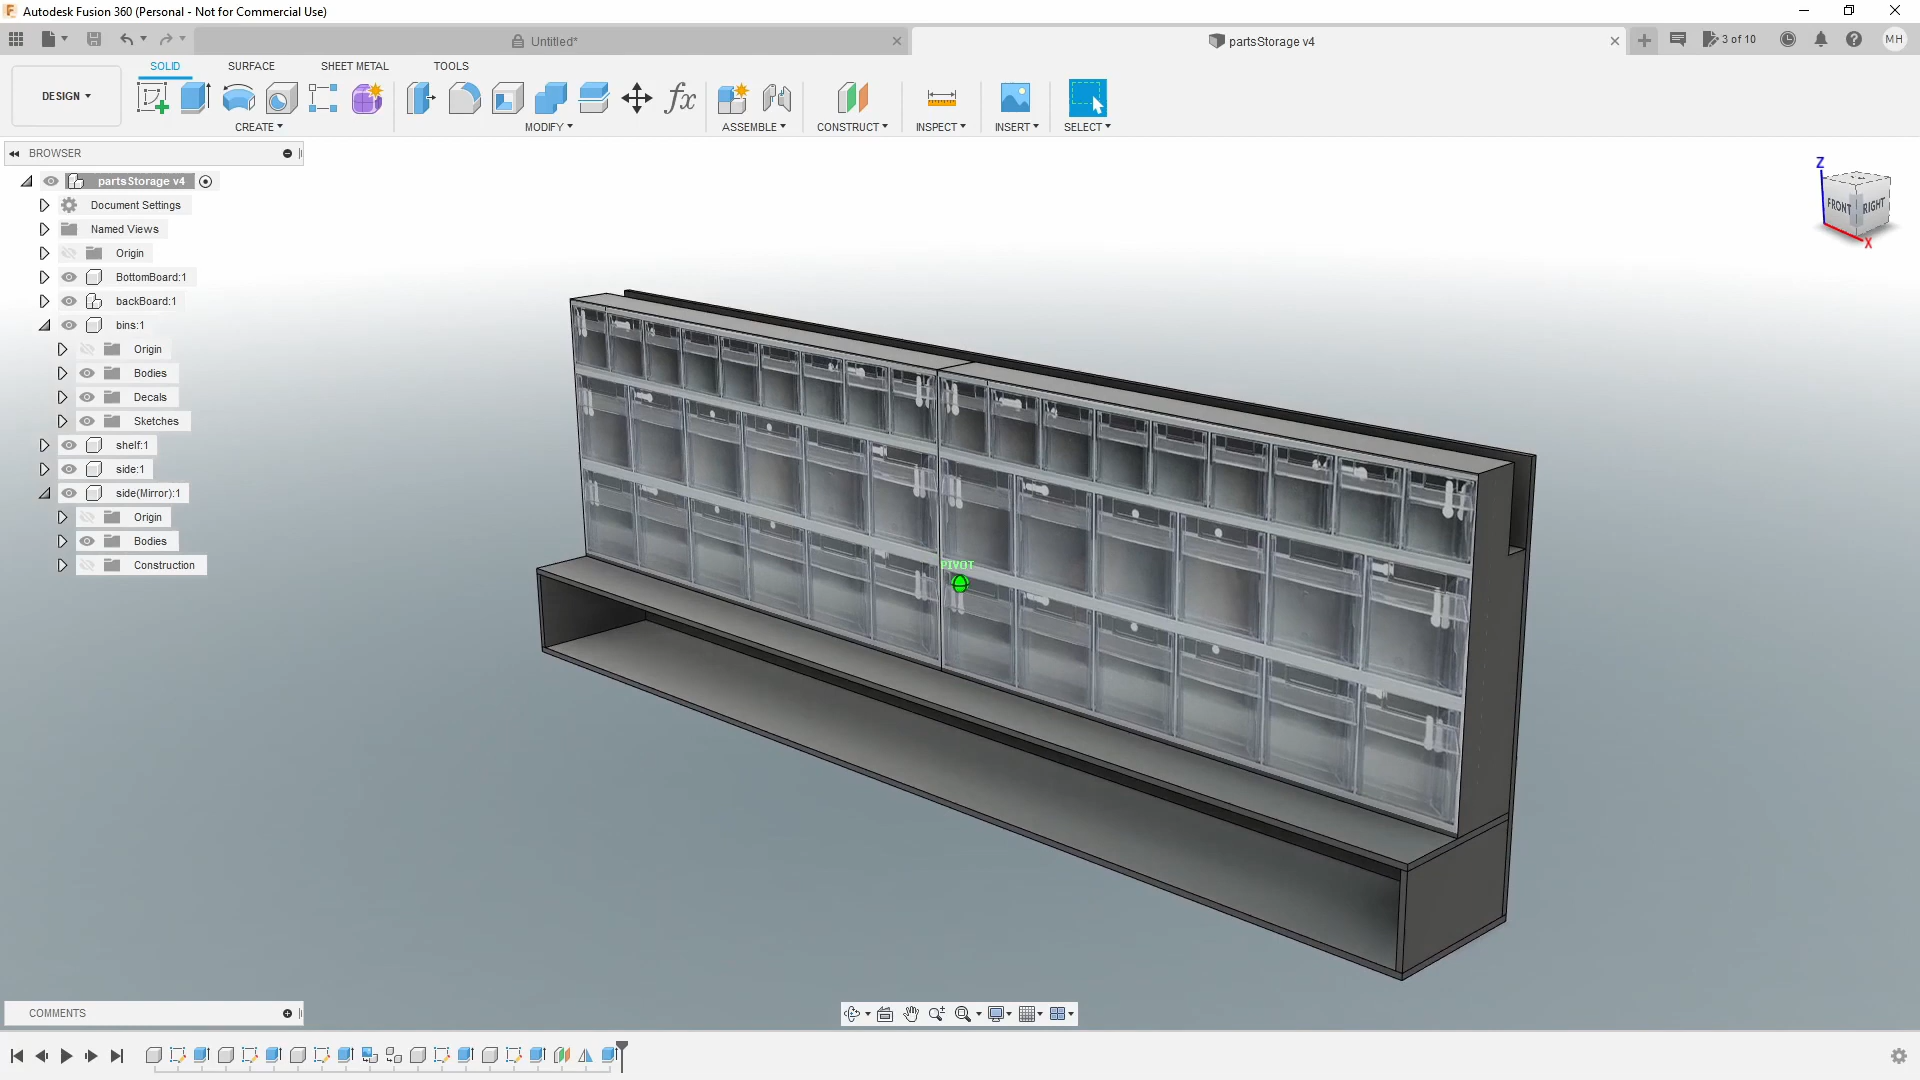 Autodesk Fusion 360 (Personal - Not for Commercial Use)
Untitled*
partsStorage v4
3 of 10
MH
DESIGN
SOLID
SURFACE
SHEET METAL
TOOLS
fx
CREATE
MODIFY
ASSEMBLE
CONSTRUCT
INSPECT
INSERT
SELECT
BROWSER
partsStorage v4
Document Settings
Named Views
Origin
BottomBoard:1
backBoard:1
bins:1
Origin
Bodies
Decals
Sketches
shelf:1
side:1
side(Mirror):1
Origin
Bodies
Construction
Z
FRONT
RIGHT
X
PIVOT
COMMENTS